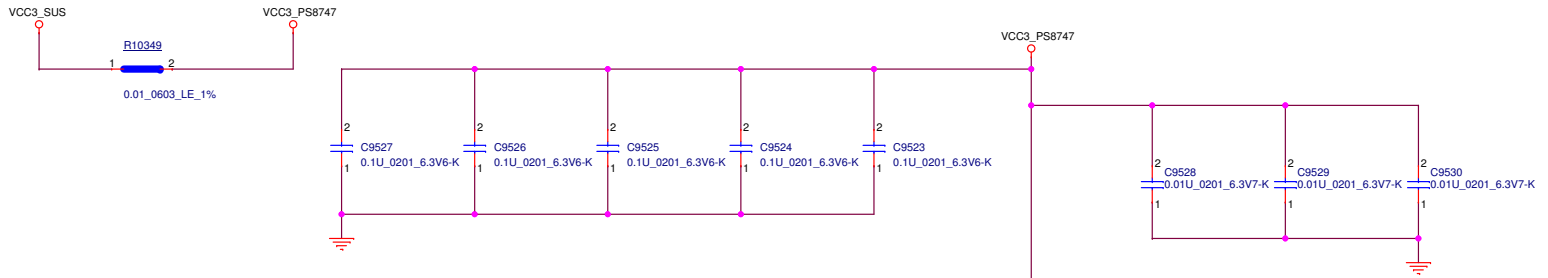 VCC3_SUS
VCC3_PS8747
R10349
1
2
0.01_0603_LE_1%
VCC3_PS8747
2
C9527
0.1U_0201_6.3V6-K
1
2
C9526
0.1U_0201_6.3V6-K
1
2
C9525
0.1U_0201_6.3V6-K
1
2
C9524
0.1U_0201_6.3V6-K
1
2
C9523
0.1U_0201_6.3V6-K
1
2
C9528
0.01U_0201_6.3V7-K
1
2
C9529
0.01U_0201_6.3V7-K
1
2
C9530
0.01U_0201_6.3V7-K
1